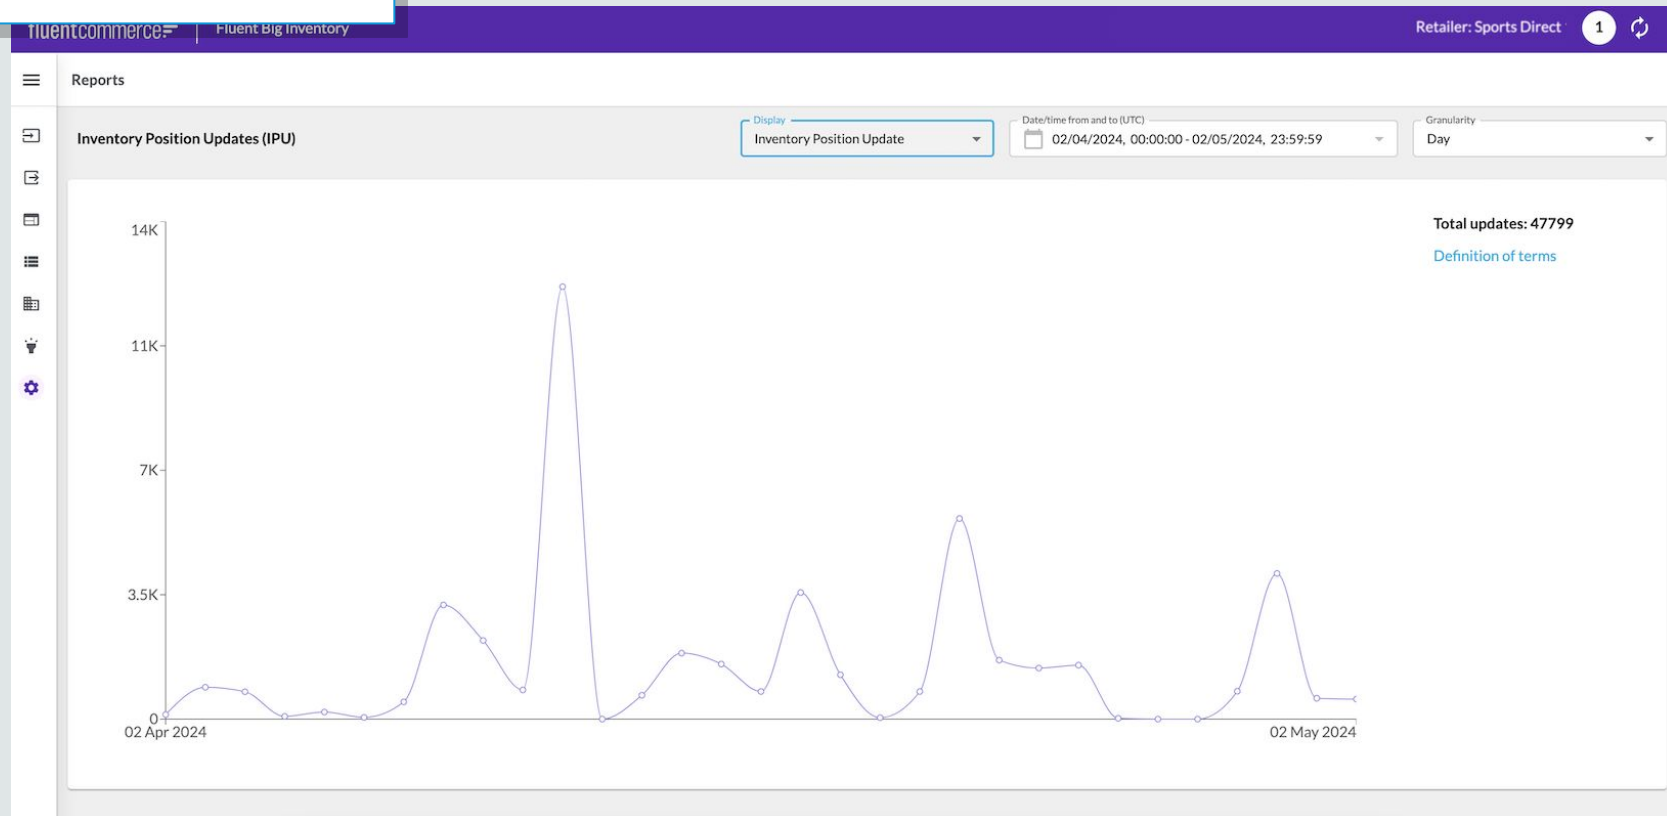 fluentcommerce Fluent Big Inventory Retailer: Sports Direct 1
Reports
Inventory Position Updates (IPU)
Display
Inventory Position Update
Date/time from and to (UTC)
02/04/2024, 00:00:00 - 02/05/2024, 23:59:59
Granularity
Day
Total updates: 47799
Definition of terms
14K
11K
7K
3.5K
0
02 Apr 2024 02 May 2024